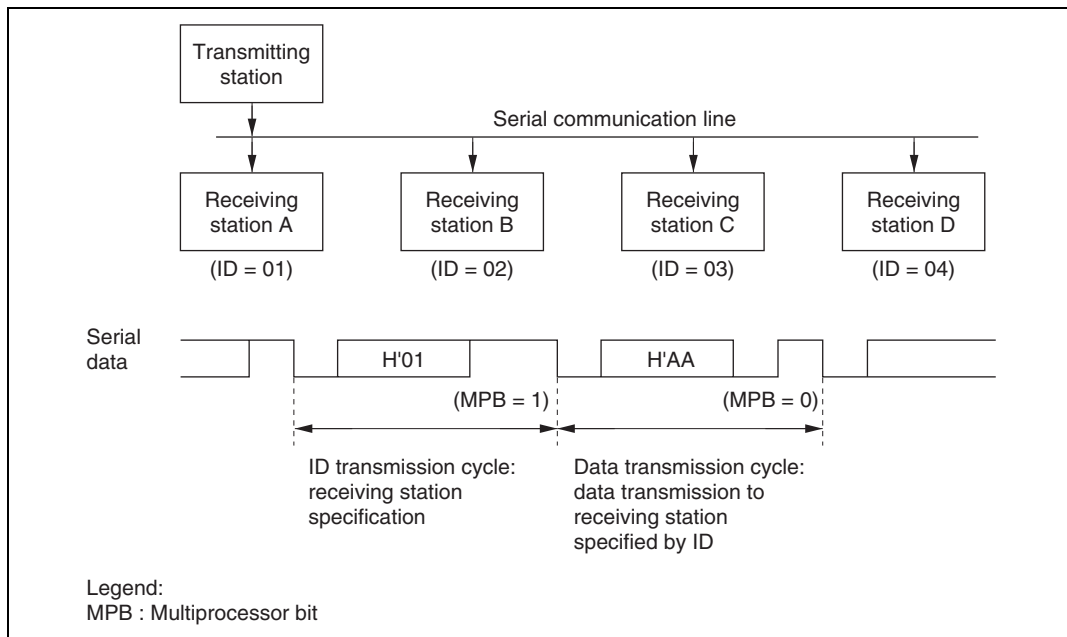 Transmitting
station
Serial communication line
Receiving
station A
Receiving
station B
Receiving
station C
Receiving
station D
(ID = 01)
(ID = 02)
(ID = 03)
(ID = 04)
Serial
data
H'01
H'AA
(MPB = 1)
(MPB = 0)
ID transmission cycle:
receiving station
specification
Data transmission cycle:
data transmission to
receiving station
specified by ID
Legend:
MPB : Multiprocessor bit